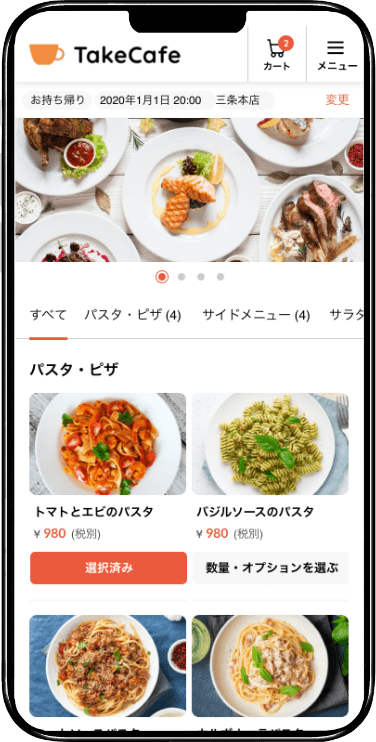 TakeCafe
2
カート
メニュー
お持ち帰り 2020年1月1日 20:00 三条本店 変更
すべて パスタ・ピザ (4) サイドメニュー (4) サラダ
パスタ・ピザ
トマトとエビのパスタ バジルソースのパスタ
¥ 980 (税別) ¥ 980 (税別)
選択済み 数量・オプションを選ぶ